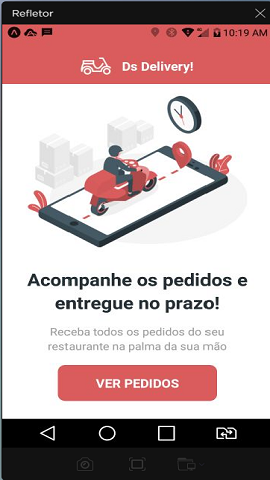 Refletor
10:19 AM
Ds Delivery!
Acompanhe os pedidos e
entregue no prazo!
Receba todos os pedidos do seu
restaurante na palma da sua mão
VER PEDIDOS